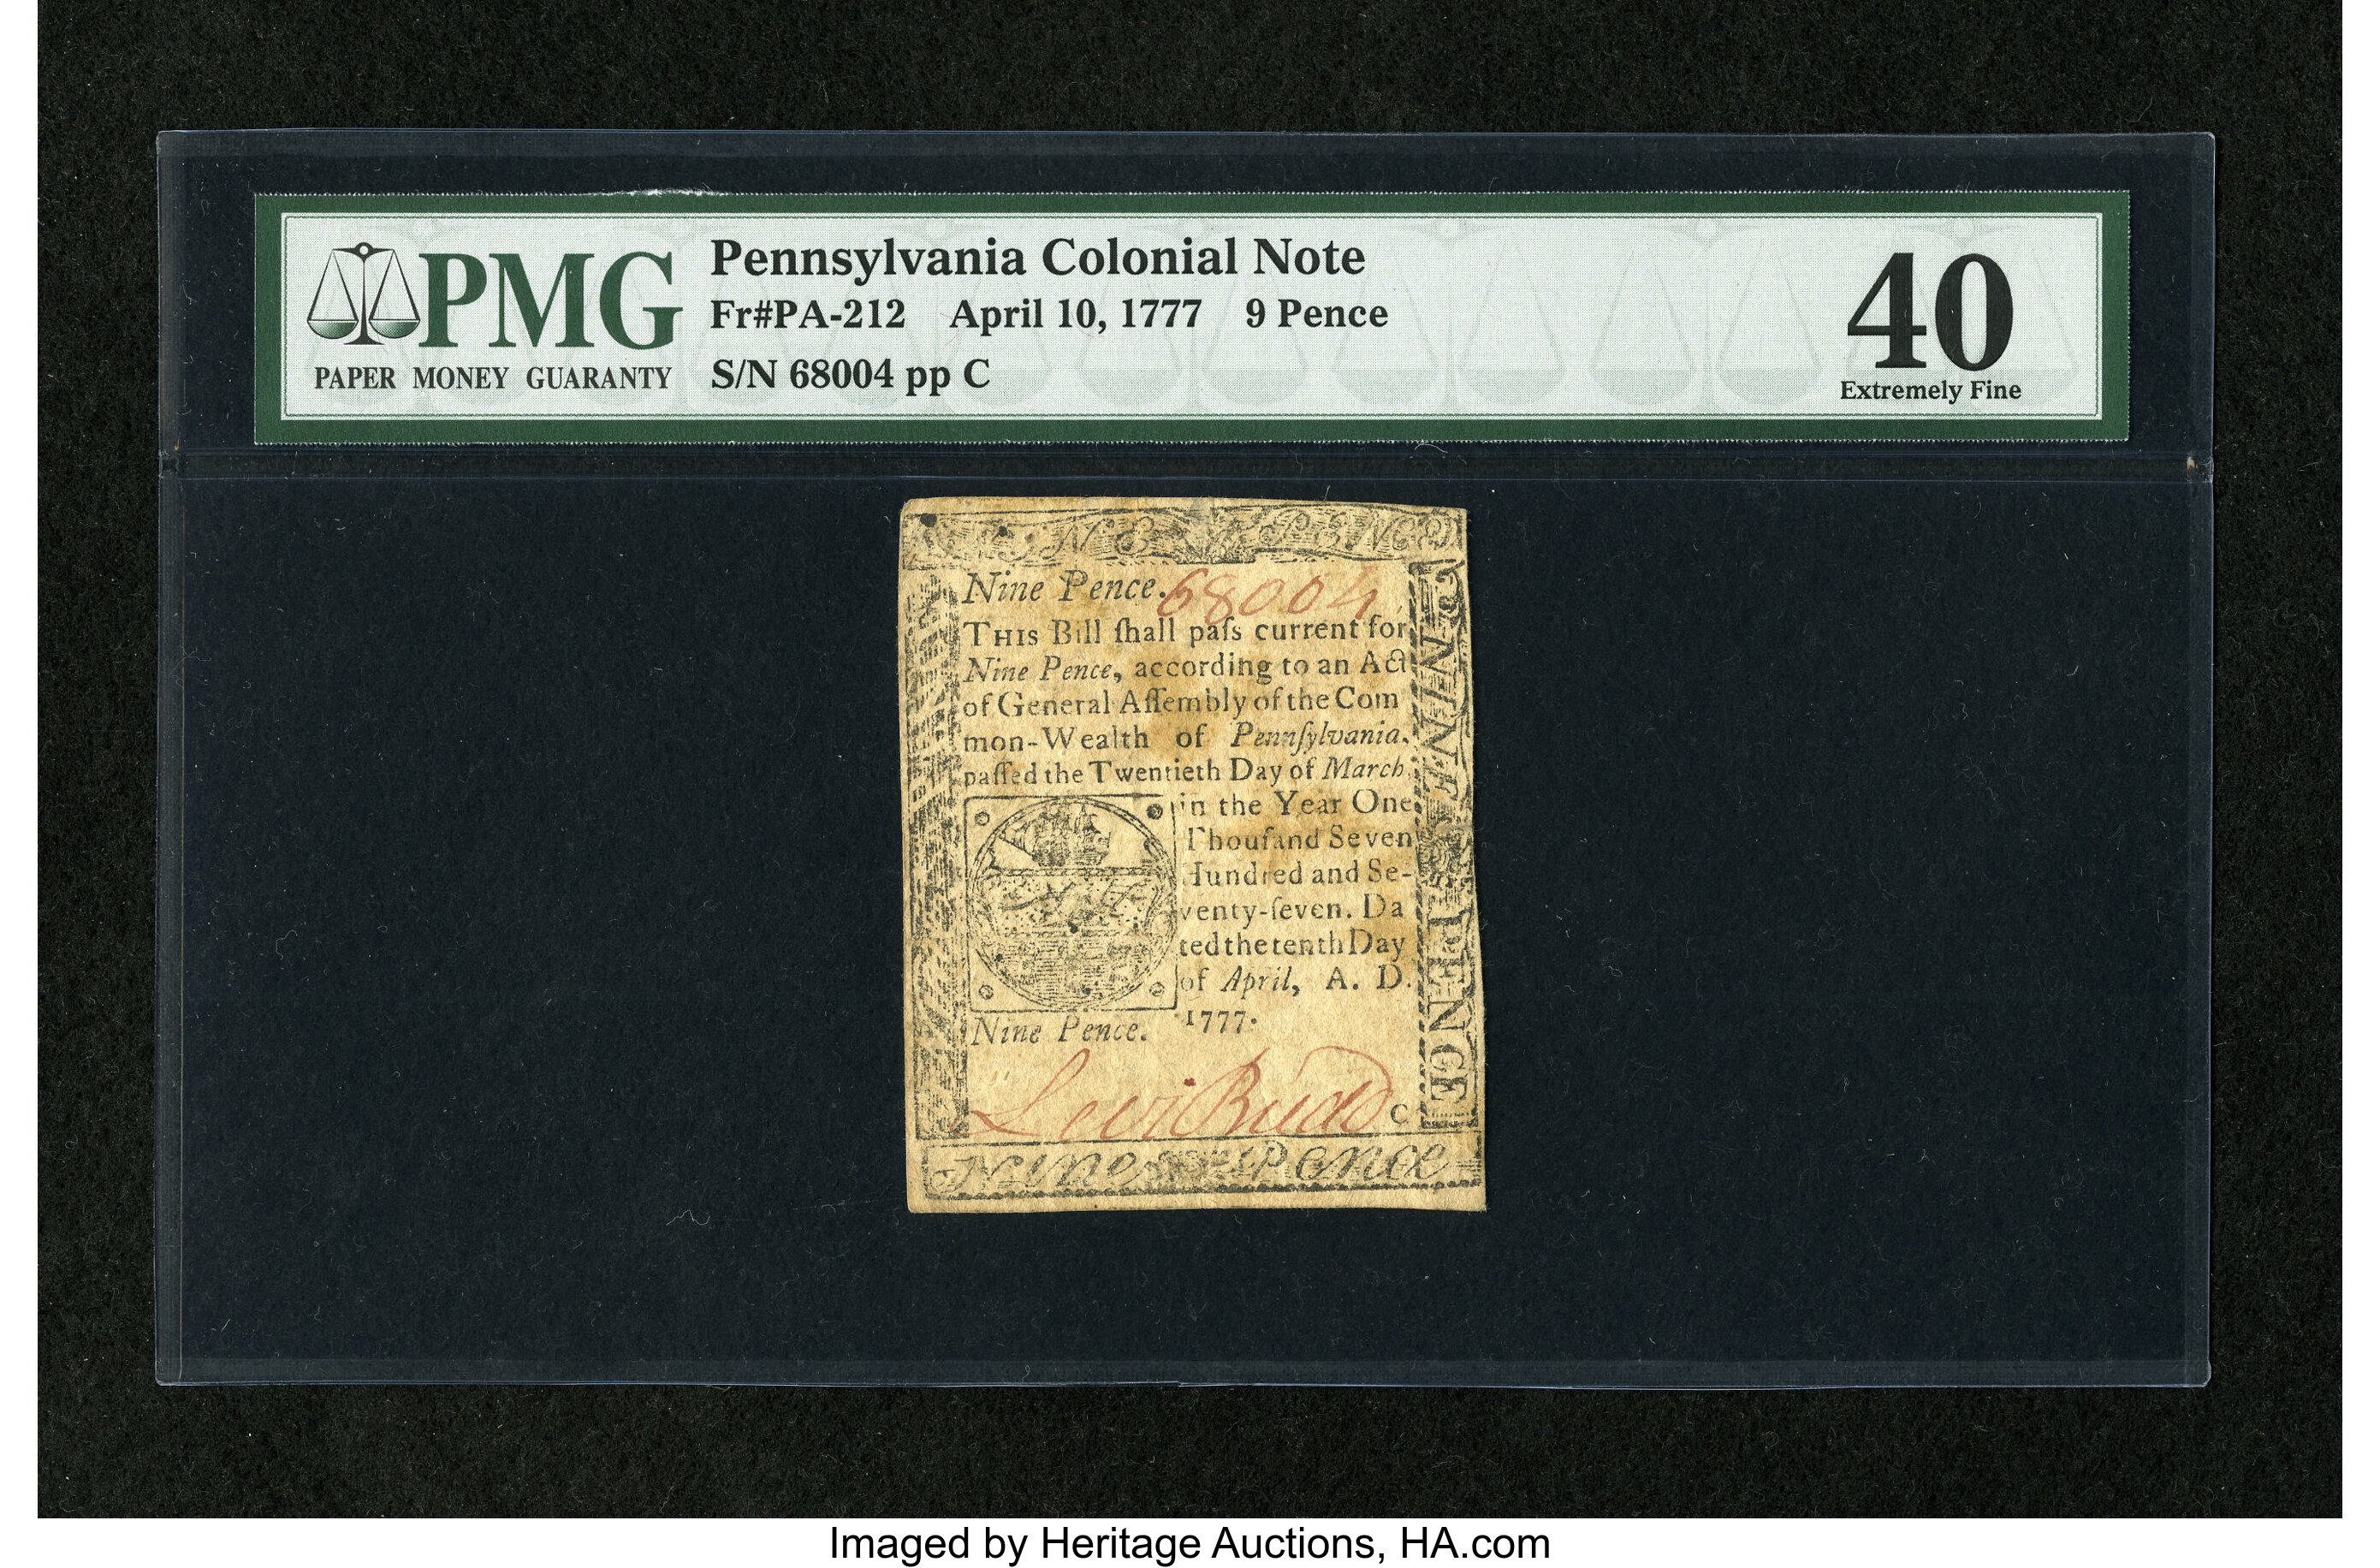 PMG
PAPER MONEY GUARANTY
Pennsylvania Colonial Note
Fr#PA-212 April 10, 1777 9 Pence
S/N 68004 pp C
40
Extremely Fine
NINE PENCE
Nine Pence. 68004
THIS Bill ſhall paſs current for
Nine Pence, according to an Act
of General Aſſembly of the Com
mon-Wealth of Pennſylvania,
paſſed the Twentieth Day of March
in the Year One
Thouſand Seven
Hundred and Se-
venty-ſeven. Da
ted the tenth Day
of April, A. D.
1777.
Nine Pence.
Levi Budd
C
NINE PENCE
Nine Pence
Imaged by Heritage Auctions, HA.com